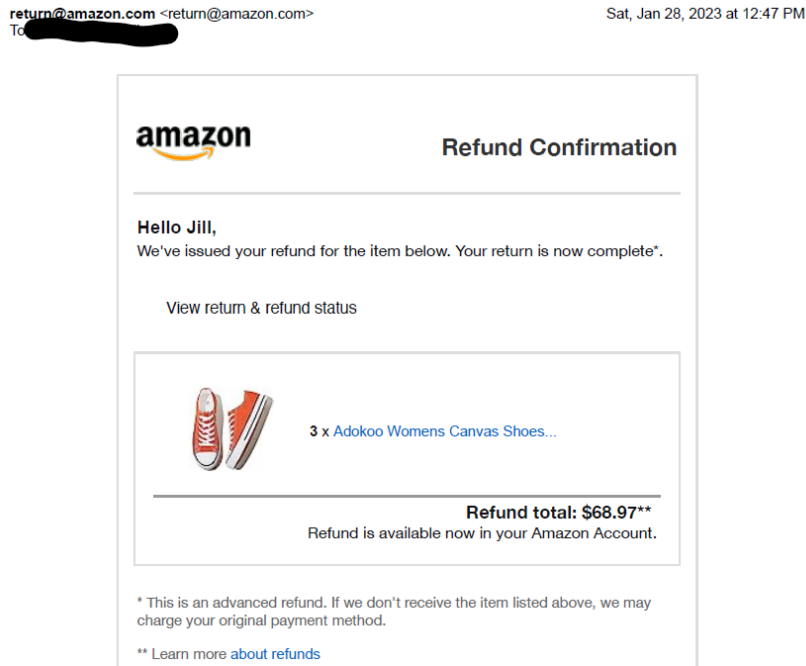 return@amazon.com <return@amazon.com> Sat, Jan 28, 2023 at 12:47 PM
To
amazon
Refund Confirmation
Hello Jill,
We've issued your refund for the item below. Your return is now complete*.
View return & refund status
3 x Adokoo Womens Canvas Shoes...
Refund total: $68.97**
Refund is available now in your Amazon Account.
* This is an advanced refund. If we don't receive the item listed above, we may
charge your original payment method.
** Learn more about refunds